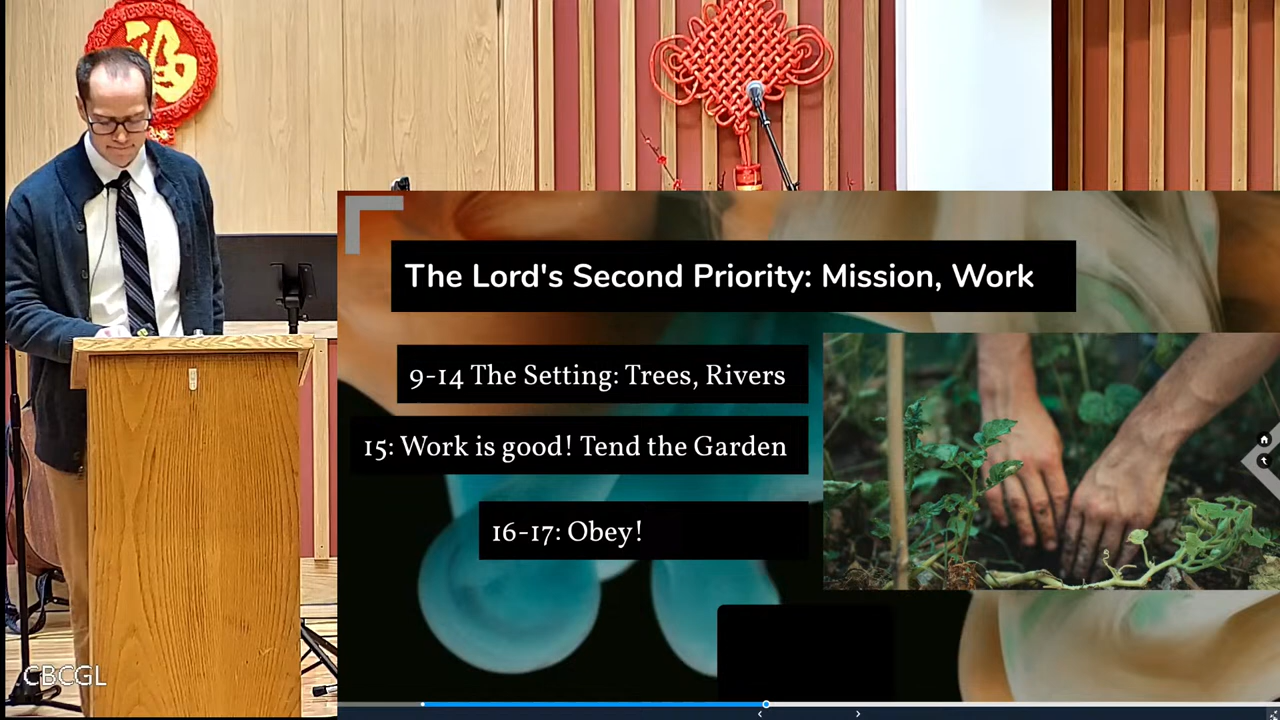 福
The Lord's Second Priority: Mission, Work
9-14 The Setting: Trees, Rivers
15: Work is good! Tend the Garden
16-17: Obey!
CBCGL